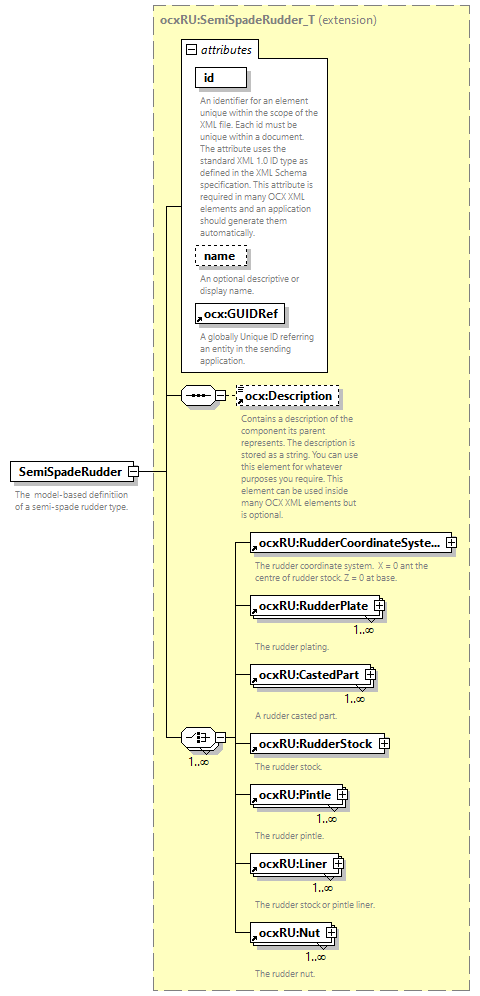 ocxRU:SemiSpadeRudder_T (extension)
attributes
id
An identifier for an element
unique within the scope of the
XML file. Each id must be
unique within a document.
The attribute uses the
standard XML 1.0 ID type as
defined in the XML Schema
specification. This attribute is
required in many OCX XML
elements and an application
should generate them
automatically.
name
An optional descriptive or
display name.
ocx:GUIDRef
A globally Unique ID referring
an entity in the sending
application.
ocx:Description
Contains a description of the
component its parent
represents. The description is
stored as a string. You can use
this element for whatever
purposes you require. This
element can be used inside
many OCX XML elements but
is optional.
SemiSpadeRudder
The model-based definitiion
of a semi-spade rudder type.
ocxRU:RudderCoordinateSyste...
The rudder coordinate system. X = 0 ant the
centre of rudder stock. Z = 0 at base.
ocxRU:RudderPlate
1..∞
The rudder plating.
ocxRU:CastedPart
1..∞
A rudder casted part.
1..∞
ocxRU:RudderStock
The rudder stock.
ocxRU:Pintle
1..∞
The rudder pintle.
ocxRU:Liner
1..∞
The rudder stock or pintle liner.
ocxRU:Nut
1..∞
The rudder nut.